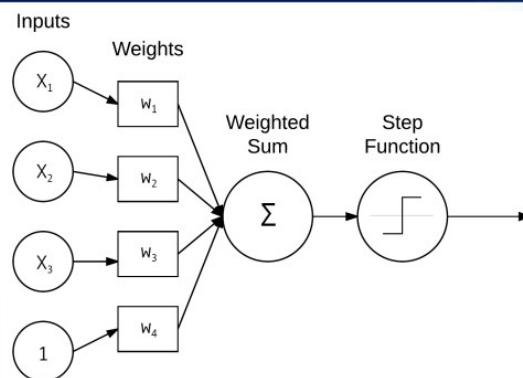 Inputs
Weights
X₁
w₁
Weighted
Sum
Step
Function
X₂
w₂
Σ
X₃
w₃
1
w₄